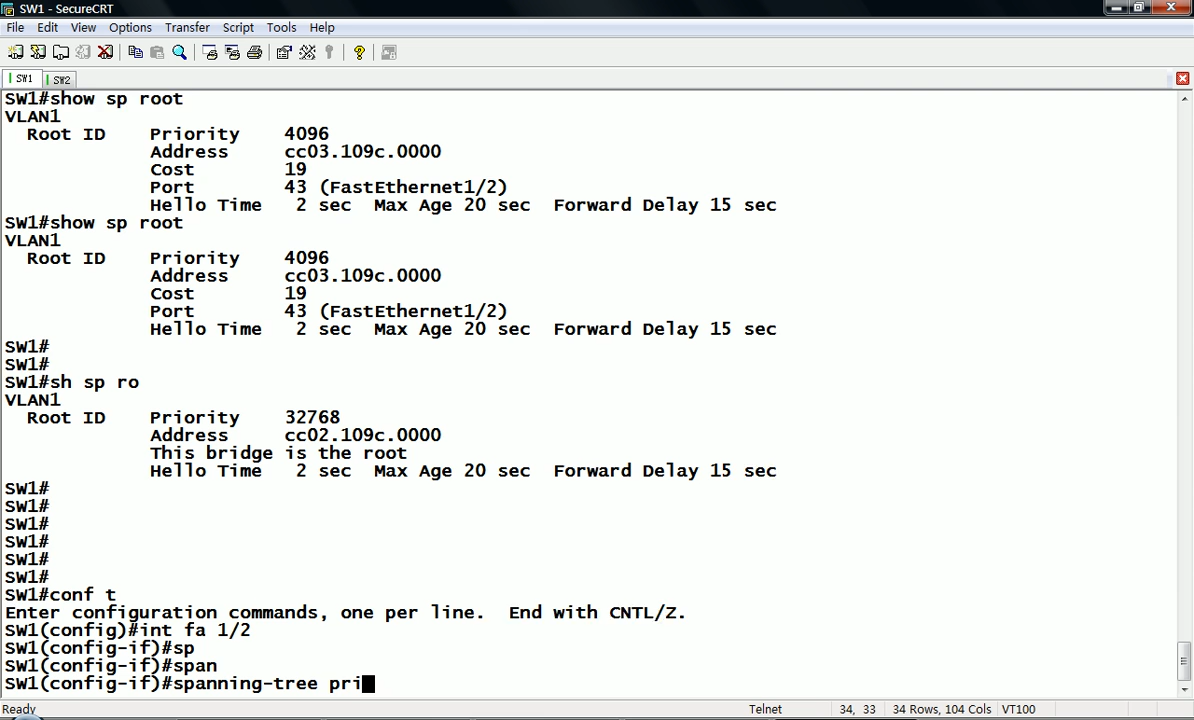 SW1 - SecureCRT
File Edit View Options Transfer Script Tools Help
SW1 SW2
SW1#show sp root
VLAN1
Root ID Priority 4096
Address cc03.109c.0000
Cost 19
Port 43 (FastEthernet1/2)
Hello Time 2 sec Max Age 20 sec Forward Delay 15 sec
SW1#show sp root
VLAN1
Root ID Priority 4096
Address cc03.109c.0000
Cost 19
Port 43 (FastEthernet1/2)
Hello Time 2 sec Max Age 20 sec Forward Delay 15 sec
SW1#
SW1#
SW1#sh sp ro
VLAN1
Root ID Priority 32768
Address cc02.109c.0000
This bridge is the root
Hello Time 2 sec Max Age 20 sec Forward Delay 15 sec
SW1#
SW1#
SW1#
SW1#
SW1#
SW1#
SW1#conf t
Enter configuration commands, one per line. End with CNTL/Z.
SW1(config)#int fa 1/2
SW1(config-if)#sp
SW1(config-if)#span
SW1(config-if)#spanning-tree pri
Ready Telnet 34, 33 34 Rows, 104 Cols VT100